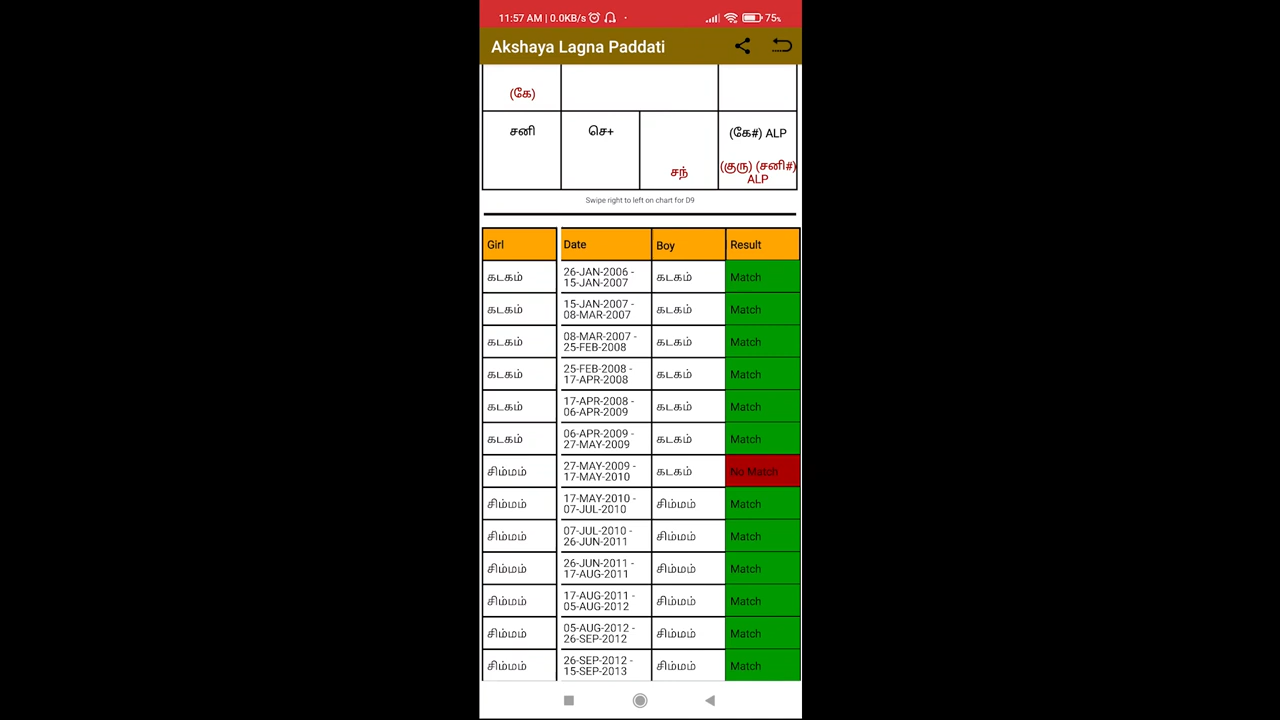 11:57 AM | 0.0KB/s
75%
Akshaya Lagna Paddati
(கே)
சனி செ+ (கே#) ALP
சந் (குரு) (சனி#)
ALP
Swipe right to left on chart for D9
Girl Date Boy Result
கடகம் 26-JAN-2006 - 15-JAN-2007 கடகம் Match
கடகம் 15-JAN-2007 - 08-MAR-2007 கடகம் Match
கடகம் 08-MAR-2007 - 25-FEB-2008 கடகம் Match
கடகம் 25-FEB-2008 - 17-APR-2008 கடகம் Match
கடகம் 17-APR-2008 - 06-APR-2009 கடகம் Match
கடகம் 06-APR-2009 - 27-MAY-2009 கடகம் Match
சிம்மம் 27-MAY-2009 - 17-MAY-2010 கடகம் No Match
சிம்மம் 17-MAY-2010 - 07-JUL-2010 சிம்மம் Match
சிம்மம் 07-JUL-2010 - 26-JUN-2011 சிம்மம் Match
சிம்மம் 26-JUN-2011 - 17-AUG-2011 சிம்மம் Match
சிம்மம் 17-AUG-2011 - 05-AUG-2012 சிம்மம் Match
சிம்மம் 05-AUG-2012 - 26-SEP-2012 சிம்மம் Match
சிம்மம் 26-SEP-2012 - 15-SEP-2013 சிம்மம் Match